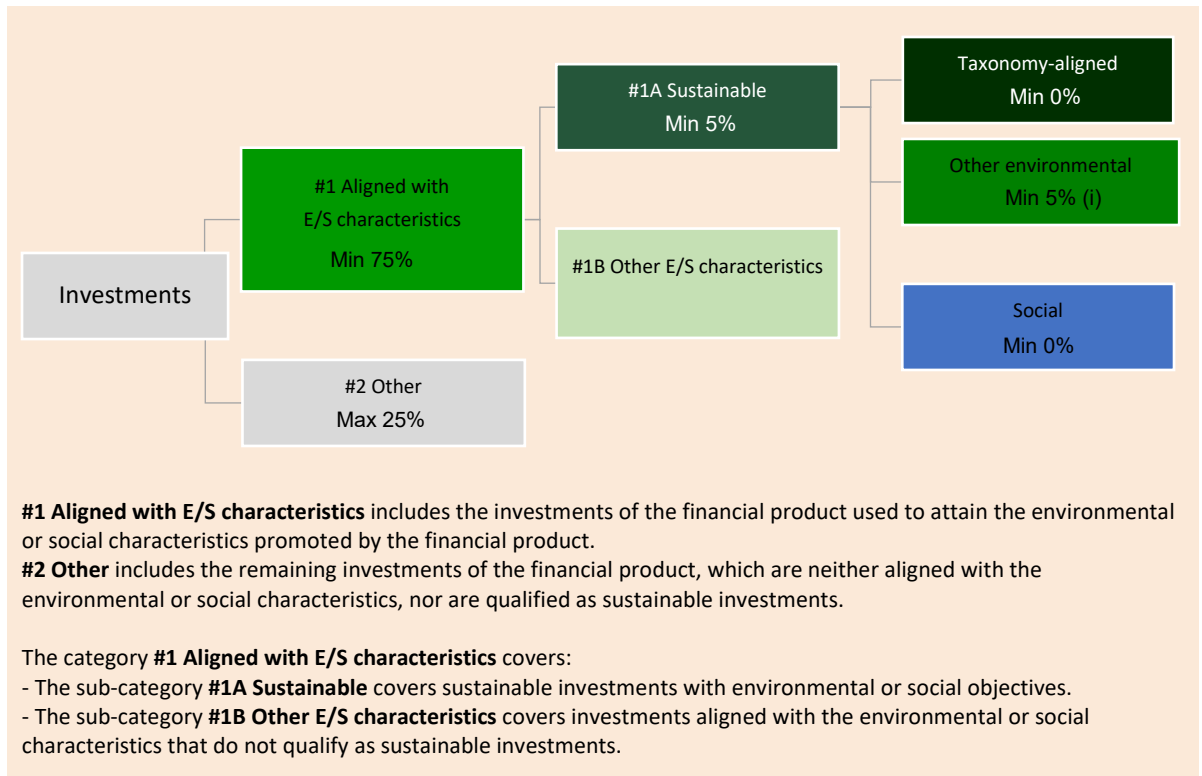 Investments
#1 Aligned with
E/S characteristics
Min 75%
#2 Other
Max 25%
#1A Sustainable
Min 5%
#1B Other E/S characteristics
Taxonomy-aligned
Min 0%
Other environmental
Min 5% (i)
Social
Min 0%
#1 Aligned with E/S characteristics includes the investments of the financial product used to attain the environmental
or social characteristics promoted by the financial product.
#2 Other includes the remaining investments of the financial product, which are neither aligned with the
environmental or social characteristics, nor are qualified as sustainable investments.
The category #1 Aligned with E/S characteristics covers:
- The sub-category #1A Sustainable covers sustainable investments with environmental or social objectives.
- The sub-category #1B Other E/S characteristics covers investments aligned with the environmental or social
characteristics that do not qualify as sustainable investments.